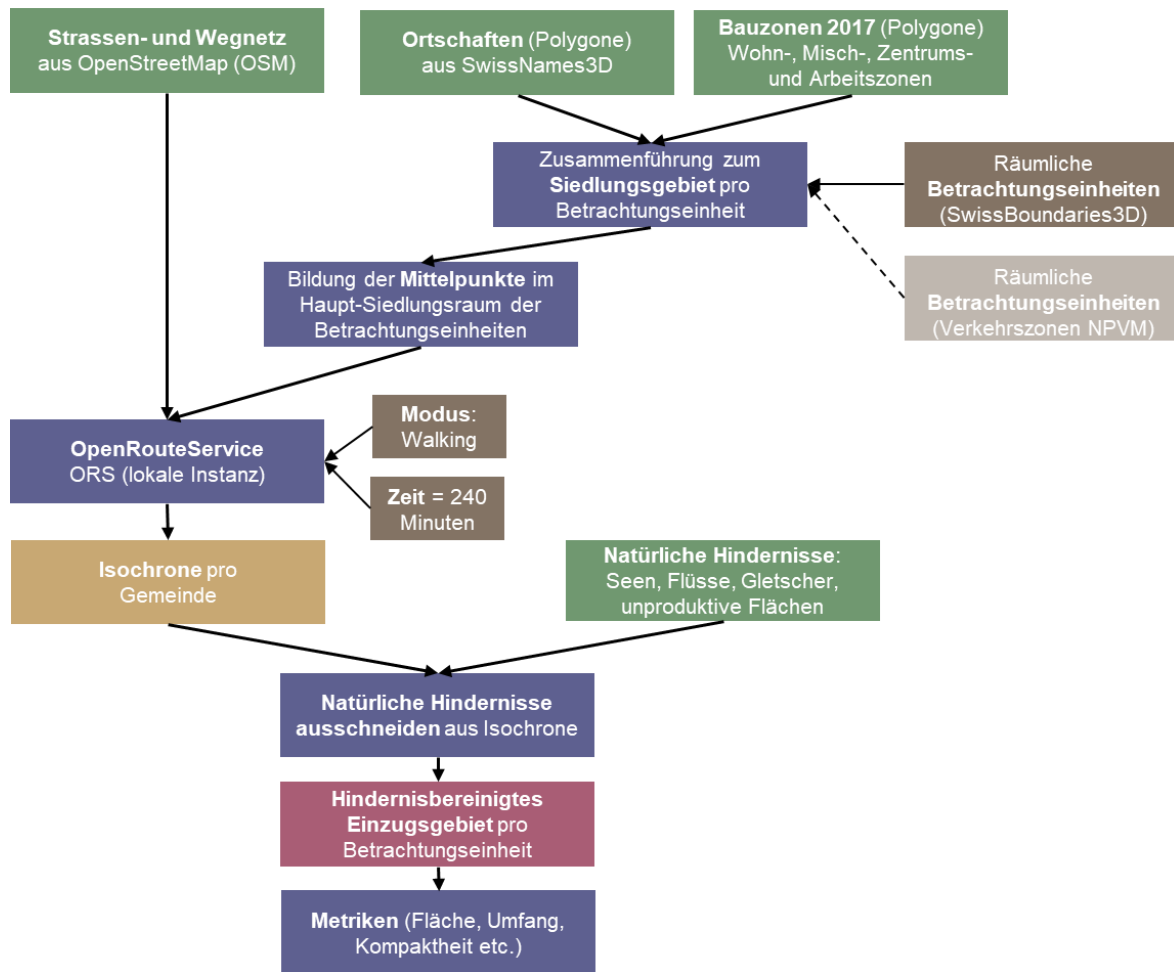 Strassen- und Wegnetz
aus OpenStreetMap (OSM)
Ortschaften (Polygone)
aus SwissNames3D
Bauzonen 2017 (Polygone)
Wohn-, Misch-, Zentrums-
und Arbeitszonen
Zusammenführung zum
Siedlungsgebiet pro
Betrachtungseinheit
Räumliche
Betrachtungseinheiten
(SwissBoundaries3D)
Bildung der Mittelpunkte im
Haupt-Siedlungsraum der
Betrachtungseinheiten
Räumliche
Betrachtungseinheiten
(Verkehrszonen NPVM)
OpenRouteService
ORS (lokale Instanz)
Modus:
Walking
Zeit = 240
Minuten
Isochrone pro
Gemeinde
Natürliche Hindernisse:
Seen, Flüsse, Gletscher,
unproduktive Flächen
Natürliche Hindernisse
ausschneiden aus Isochrone
Hindernisbereinigtes
Einzugsgebiet pro
Betrachtungseinheit
Metriken (Fläche, Umfang,
Kompaktheit etc.)